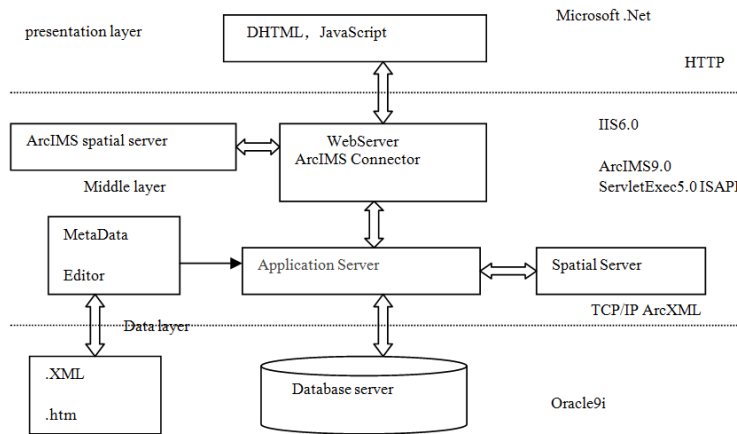 Microsoft .Net
presentation layer
DHTML，JavaScript
HTTP
IIS6.0
ArcIMS spatial server
WebServer
ArcIMS Connector
ArcIMS9.0
Middle layer
ServletExec5.0 ISAPI
MetaData
Editor
Application Server
Spatial Server
TCP/IP ArcXML
Data layer
.XML
Database server
Oracle9i
.htm